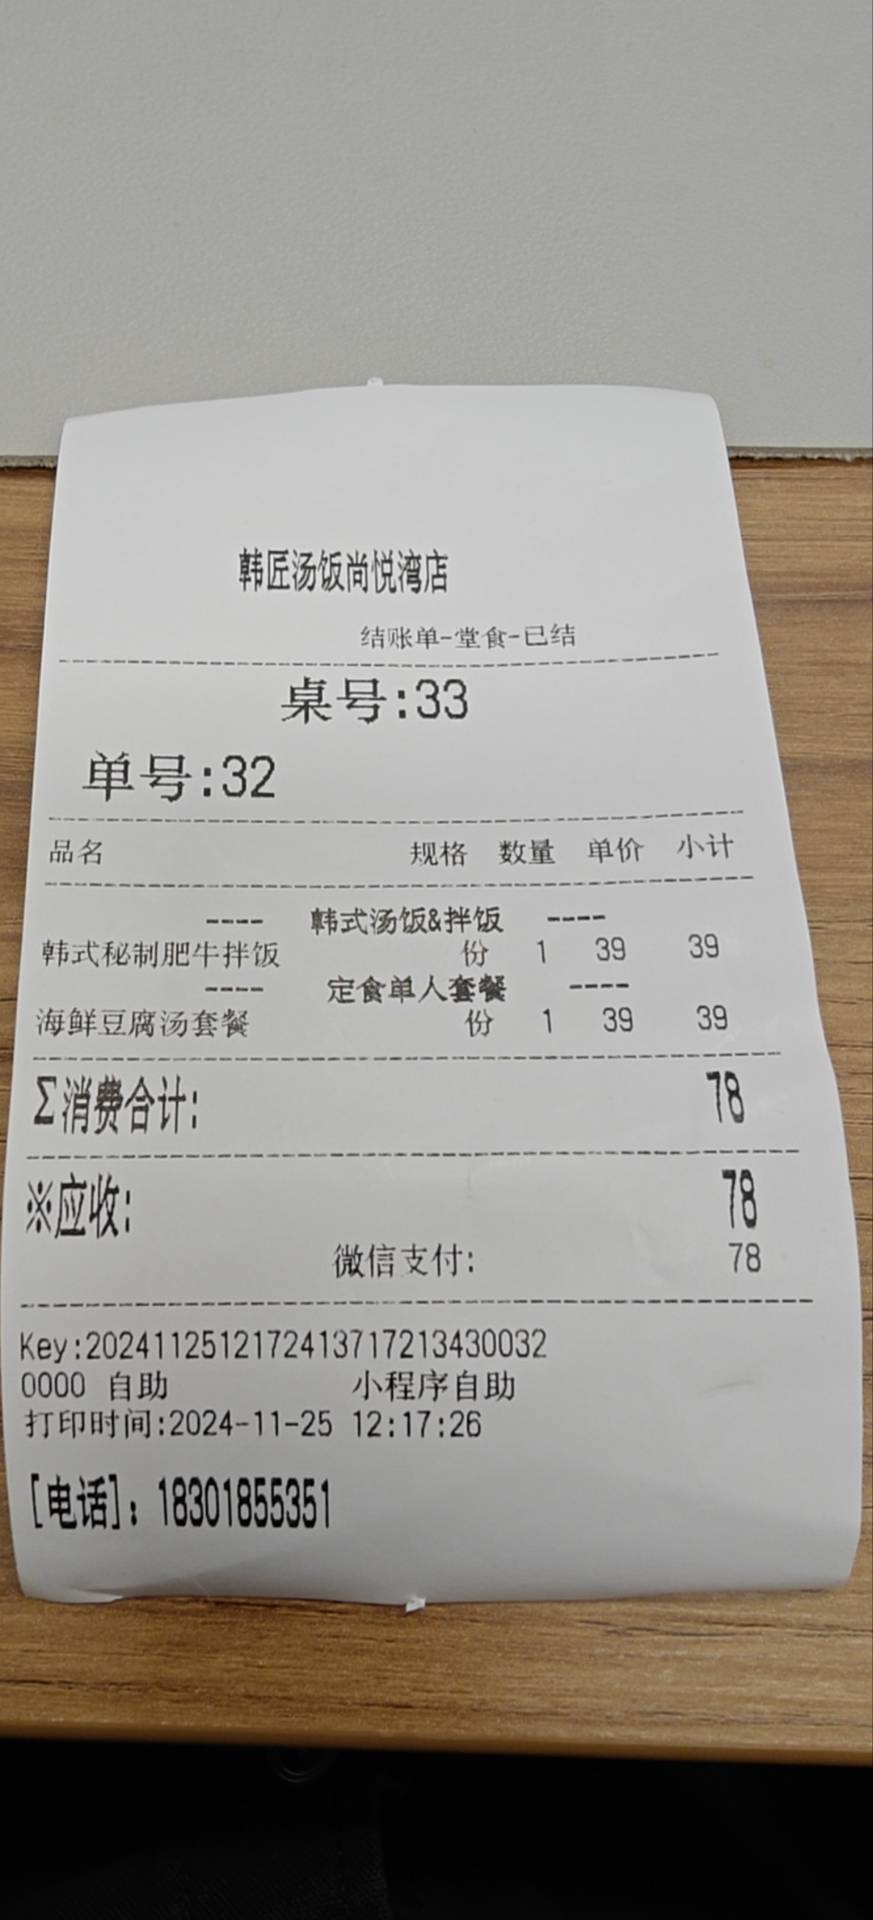 韩匠汤饭尚悦湾店
结账单-堂食-已结
桌号:33
单号:32
品名 规格 数量 单价 小计
---- 韩式汤饭&拌饭 ----
韩式秘制肥牛拌饭 份 1 39 39
---- 定食单人套餐 ----
海鲜豆腐汤套餐 份 1 39 39
Σ消费合计: 78
※应收: 78
微信支付: 78
Key:2024112512172413717213430032
0000 自助 小程序自助
打印时间:2024-11-25 12:17:26
[电话]: 18301855351